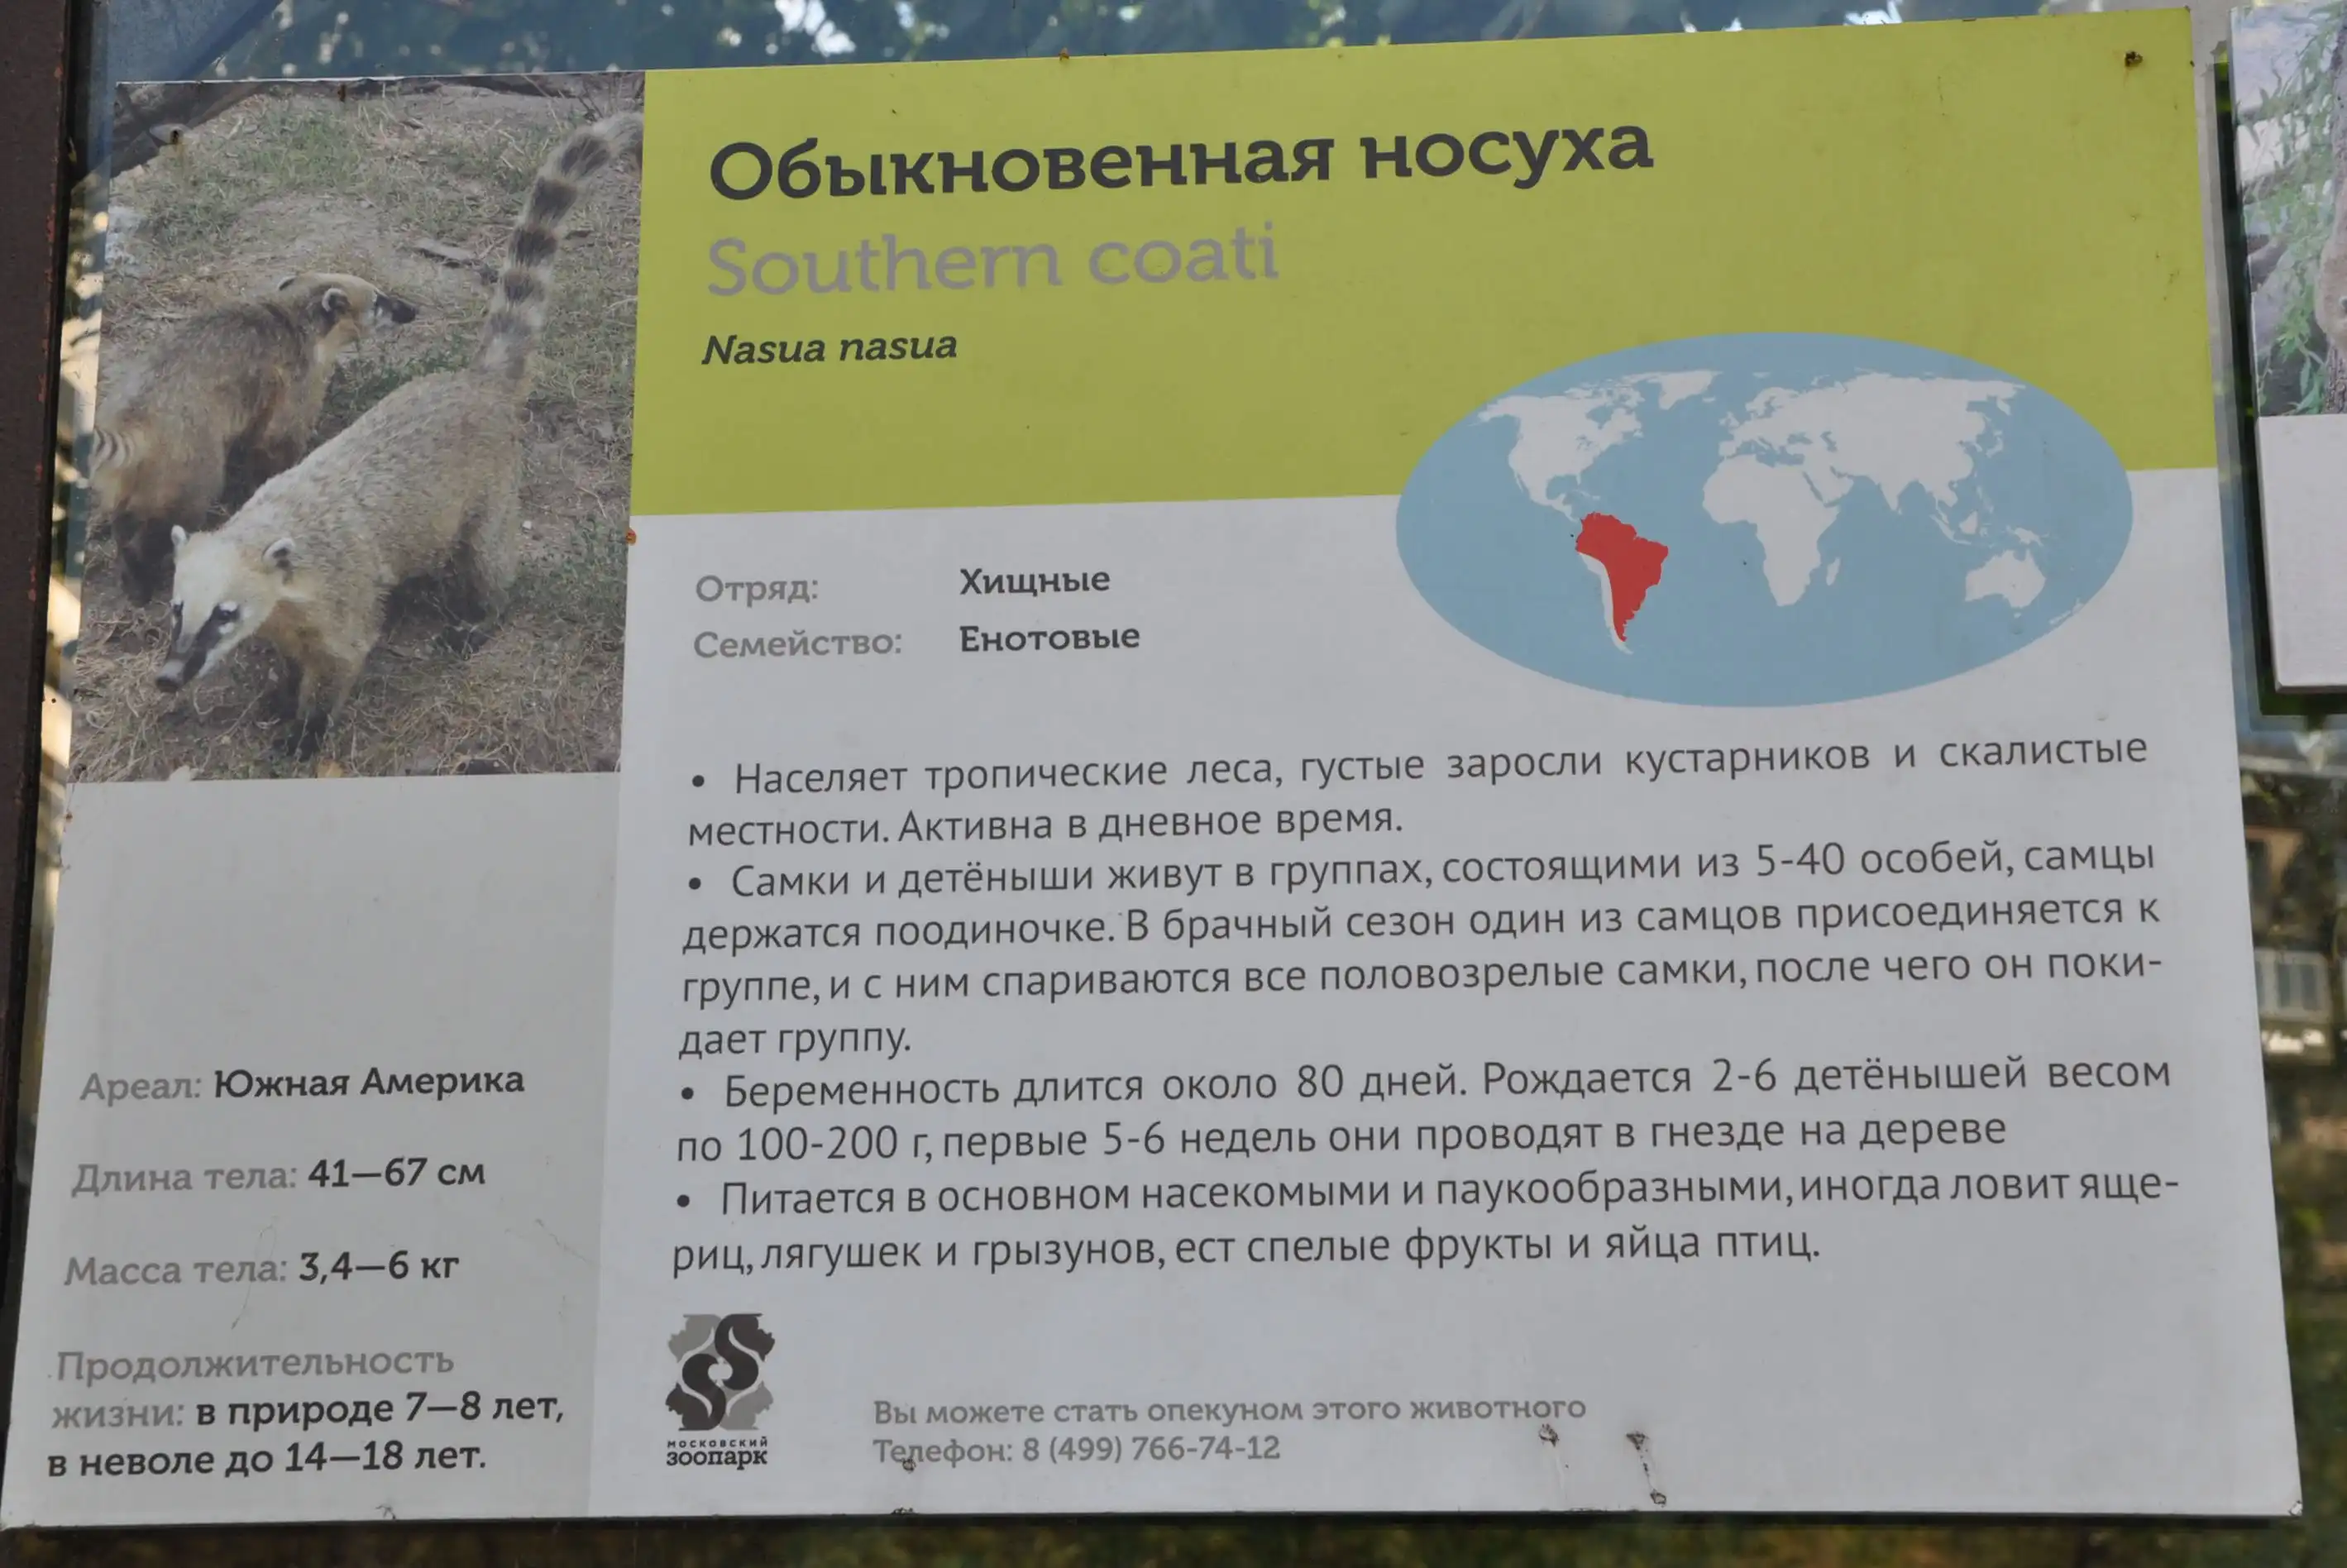 Обыкновенная носуха
Southern coati
Nasua nasua
Отряд: Хищные
Семейство: Енотовые
• Населяет тропические леса, густые заросли кустарников и скалистые
местности. Активна в дневное время.
• Самки и детёныши живут в группах, состоящими из 5-40 особей, самцы
держатся поодиночке. В брачный сезон один из самцов присоединяется к
группе, и с ним спариваются все половозрелые самки, после чего он поки-
дает группу.
• Беременность длится около 80 дней. Рождается 2-6 детёнышей весом
по 100-200 г, первые 5-6 недель они проводят в гнезде на дереве
• Питается в основном насекомыми и паукообразными, иногда ловит яще-
риц, лягушек и грызунов, ест спелые фрукты и яйца птиц.
Ареал: Южная Америка
Длина тела: 41—67 см
Масса тела: 3,4—6 кг
Продолжительность
жизни: в природе 7—8 лет,
в неволе до 14—18 лет.
московский
зоопарк
Вы можете стать опекуном этого животного
Телефон: 8 (499) 766-74-12